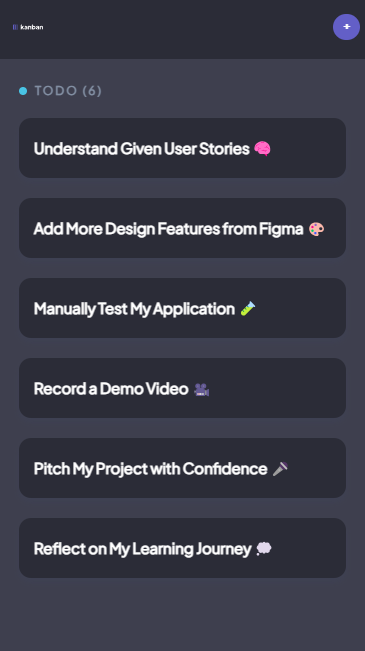 kanban
+
TODO (6)
Understand Given User Stories 🧠
Add More Design Features from Figma 🎨
Manually Test My Application 🧪
Record a Demo Video 🎥
Pitch My Project with Confidence 🎤
Reflect on My Learning Journey 💭